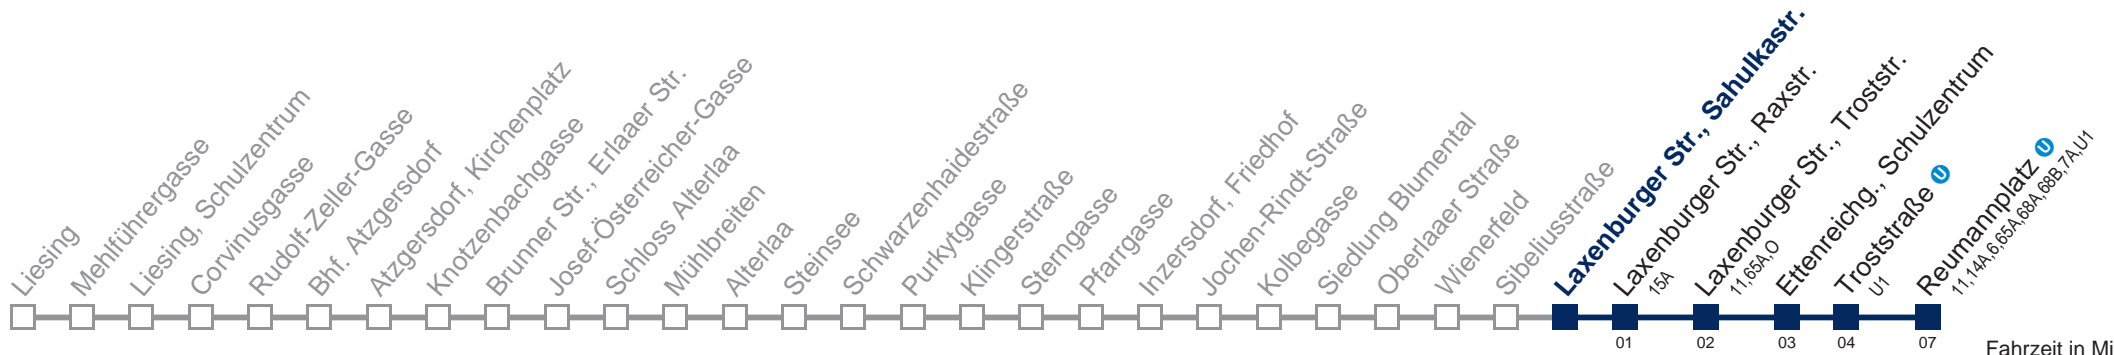 Liesing
Mehlführergasse
Liesing, Schulzentrum
Corvinusgasse
Rudolf-Zeller-Gasse
Bhf. Atzgersdorf
Atzgersdorf, Kirchenplatz
Knotzenbachgasse
Brunner Str., Erlaaer Str.
Josef-Österreicher-Gasse
Schloss Alterlaa
Mühlbreiten
Alterlaa
Steinsee
Schwarzenhaidestraße
Purkytgasse
Klingerstraße
Sterngasse
Pfarrgasse
Inzersdorf, Friedhof
Jochen-Rindt-Straße
Kolbegasse
Siedlung Blumental
Oberlaaer Straße
Wienerfeld
Sibeliusstraße
Laxenburger Str., Sahulkastr.
Laxenburger Str., Raxstr.
15A
Laxenburger Str., Troststr.
11,65A,O
Ettenreichg., Schulzentrum
Troststraße U
U1
Reumannplatz U
11,14A,6,65A,68A,68B,7A,U1
01 02 03 04 07
Fahrzeit in Mi